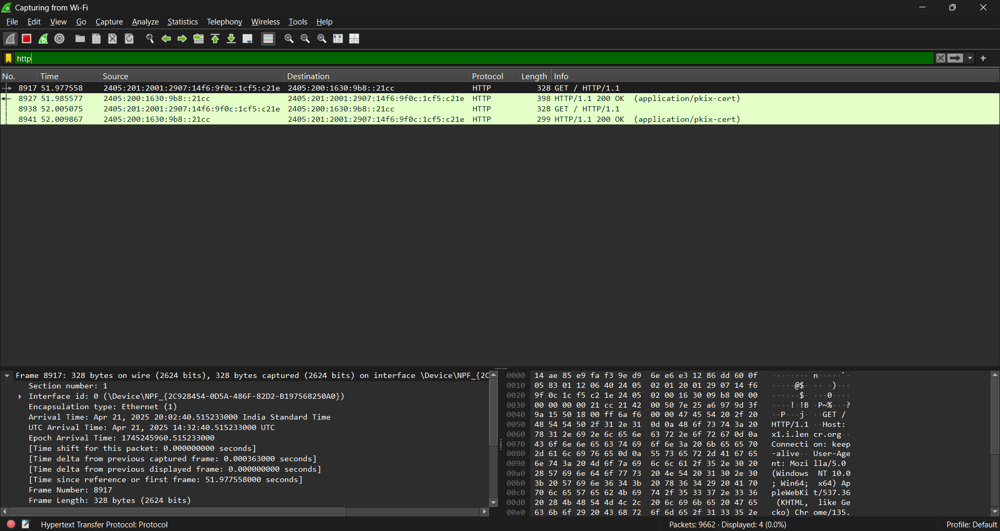 Capturing from Wi-Fi
File Edit View Go Capture Analyze Statistics Telephony Wireless Tools Help
http
No. Time Source Destination Protocol Length Info
8917 51.977558 2405:201:2001:2907:14f6:9f0c:1cf5:c21e 2405:200:1630:9b8::21cc HTTP 328 GET / HTTP/1.1
8927 51.985577 2405:200:1630:9b8::21cc 2405:201:2001:2907:14f6:9f0c:1cf5:c21e HTTP 398 HTTP/1.1 200 OK (application/pkix-cert)
8938 52.005075 2405:201:2001:2907:14f6:9f0c:1cf5:c21e 2405:200:1630:9b8::21cc HTTP 328 GET / HTTP/1.1
8941 52.009867 2405:200:1630:9b8::21cc 2405:201:2001:2907:14f6:9f0c:1cf5:c21e HTTP 299 HTTP/1.1 200 OK (application/pkix-cert)
Frame 8917: 328 bytes on wire (2624 bits), 328 bytes captured (2624 bits) on interface \Device\NPF_{2C
Section number: 1
Interface id: 0 (\Device\NPF_{2C928454-0D5A-486F-82D2-B197568250A0})
Encapsulation type: Ethernet (1)
Arrival Time: Apr 21, 2025 20:02:40.515233000 India Standard Time
UTC Arrival Time: Apr 21, 2025 14:32:40.515233000 UTC
Epoch Arrival Time: 1745245960.515233000
[Time shift for this packet: 0.000000000 seconds]
[Time delta from previous captured frame: 0.000363000 seconds]
[Time delta from previous displayed frame: 0.000000000 seconds]
[Time since reference or first frame: 51.977558000 seconds]
Frame Number: 8917
Frame Length: 328 bytes (2624 bits)
0000 14 ae 85 e9 fa f3 9e d9 6e e6 e3 12 86 dd 60 0f ········ n·····`·
0010 05 83 01 12 06 40 24 05 02 01 20 01 29 07 14 f6 ·····@$· ·· ·)···
0020 9f 0c 1c f5 c2 1e 24 05 02 00 16 30 09 b8 00 00 ······$· ···0····
0030 00 00 00 00 21 cc 21 42 00 50 7e 25 a6 97 9d 3f ····!·!B ·P~%···?
0040 9a 15 50 18 00 ff 6a f6 00 00 47 45 54 20 2f 20 ··P···j· ··GET /
0050 48 54 54 50 2f 31 2e 31 0d 0a 48 6f 73 74 3a 20 HTTP/1.1 ··Host:
0060 78 31 2e 69 2e 6c 65 6e 63 72 2e 6f 72 67 0d 0a x1.i.len cr.org··
0070 43 6f 6e 6e 65 63 74 69 6f 6e 3a 20 6b 65 65 70 Connecti on: keep
0080 2d 61 6c 69 76 65 0d 0a 55 73 65 72 2d 41 67 65 -alive·· User-Age
0090 6e 74 3a 20 4d 6f 7a 69 6c 6c 61 2f 35 2e 30 20 nt: Mozi lla/5.0
00a0 28 57 69 6e 64 6f 77 73 20 4e 54 20 31 30 2e 30 (Windows NT 10.0
00b0 3b 20 57 69 6e 36 34 3b 20 78 36 34 29 20 41 70 ; Win64; x64) Ap
00c0 70 6c 65 57 65 62 4b 69 74 2f 35 33 37 2e 33 36 pleWebKi t/537.36
00d0 20 28 4b 48 54 4d 4c 2c 20 6c 69 6b 65 20 47 65 (KHTML, like Ge
00e0 63 6b 6f 29 20 43 68 72 6f 6d 65 2f 31 33 35 2e cko) Chr ome/135.
Hypertext Transfer Protocol: Protocol
Packets: 9662 · Displayed: 4 (0.0%)
Profile: Default